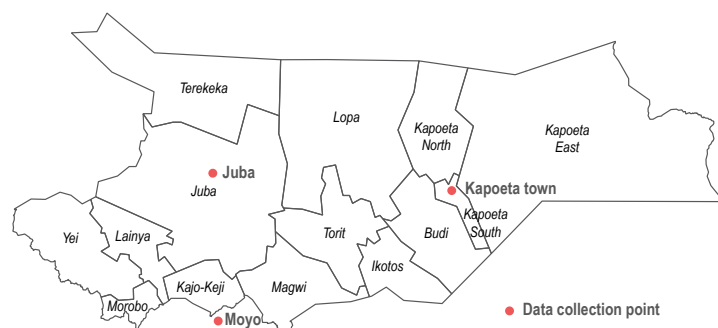 Terekeka
Lopa
Kapoeta
North
Kapoeta
East
Juba
Juba
Kapoeta town
Kapoeta
South
Yei
Lainya
Torit
Budi
Ikotos
Kajo-Keji
Magwi
Morobo
Moyo
Data collection point